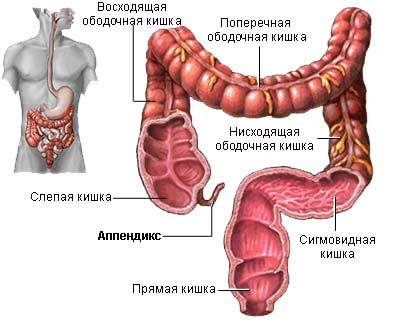 Восходящая
ободочная кишка
Поперечная
ободочная кишка
Нисходящая
ободочная кишка
Слепая кишка
Аппендикс
Сигмовидная
кишка
Прямая кишка